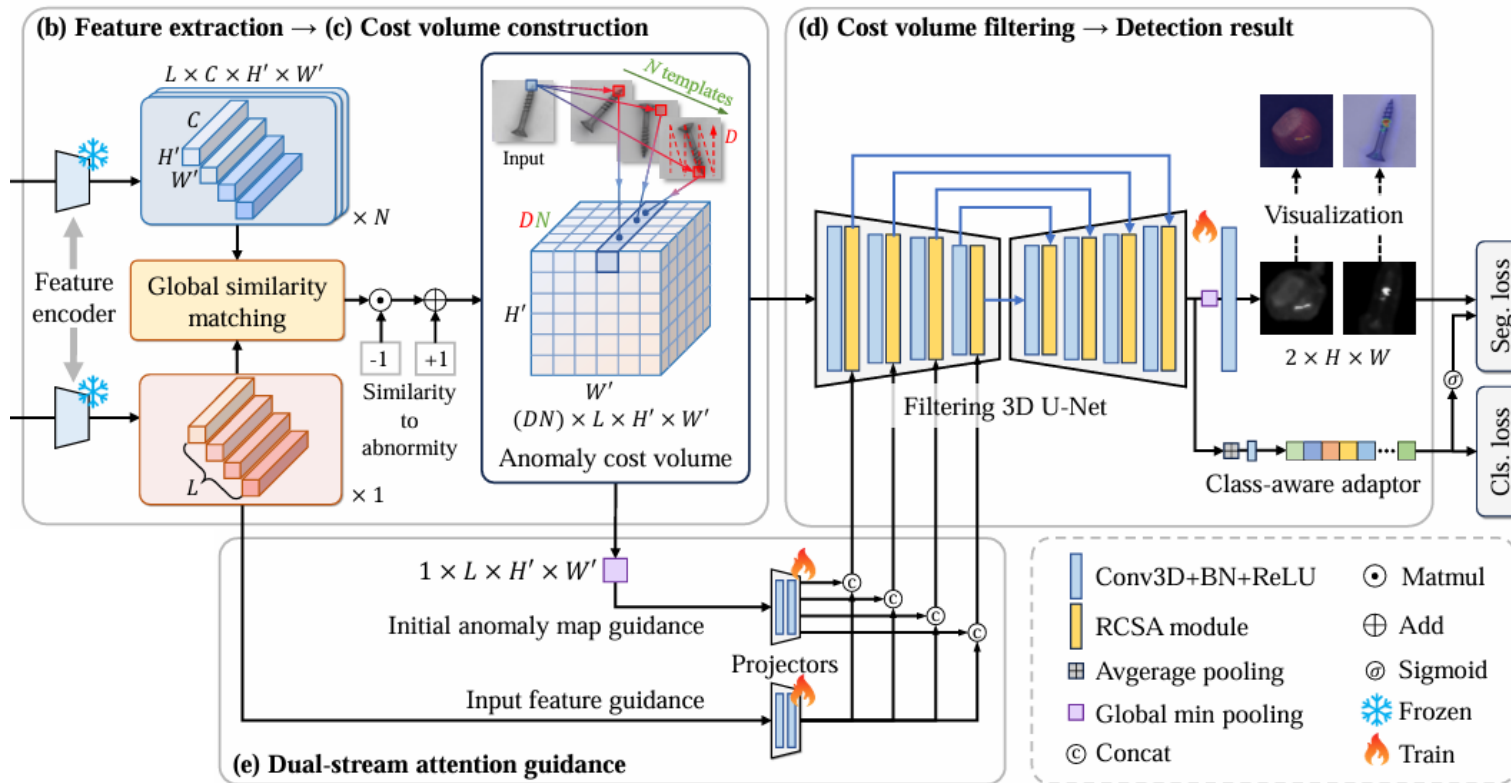 (b) Feature extraction → (c) Cost volume construction
L × C × H′ × W′
C
H′
W′
× N
Feature
encoder
Global similarity
matching
-1
+1
Similarity
to
abnormity
L
× 1
N templates
D
Input
DN
H′
W′
(DN) × L × H′ × W′
Anomaly cost volume
(d) Cost volume filtering → Detection result
Filtering 3D U-Net
Visualization
2 × H × W
σ
Seg. loss
Cls. loss
Class-aware adaptor
1 × L × H′ × W′
Initial anomaly map guidance
Projectors
Input feature guidance
C
C
C
C
(e) Dual-stream attention guidance
Conv3D+BN+ReLU
Matmul
RCSA module
Add
Avgerage pooling
σ Sigmoid
Global min pooling
Frozen
C Concat
Train